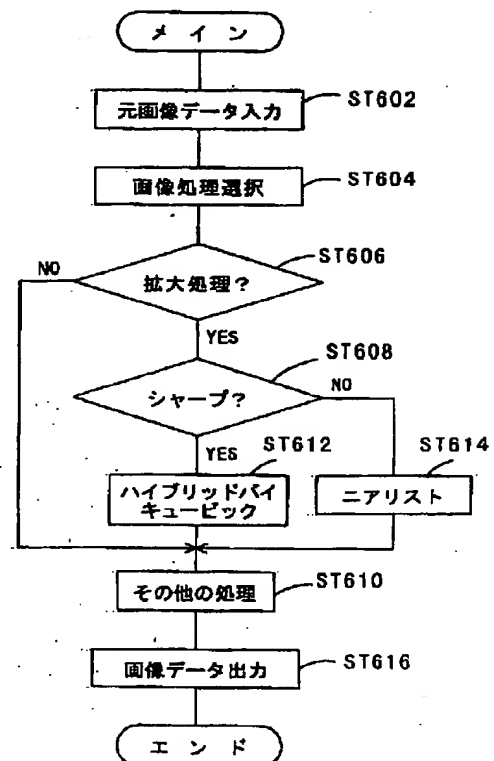 メイン
元画像データ入力
ST602
画像処理選択
ST604
拡大処理？
ST606
NO
YES
シャープ？
ST608
NO
YES
ハイブリッドバイ
キュービック
ST612
ニアリスト
ST614
その他の処理
ST610
画像データ出力
ST616
エンド